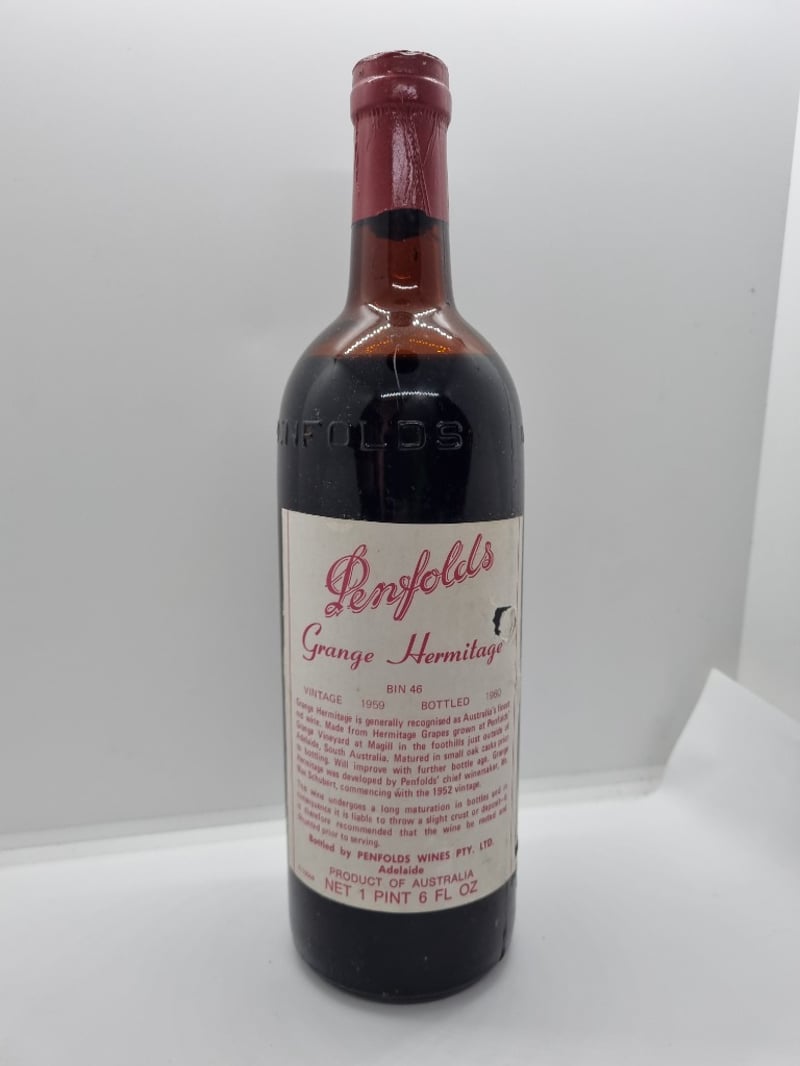 NFOLDS
Penfolds
Grange Hermitage
BIN 46
VINTAGE 1959 BOTTLED 1960
Grange Hermitage is generally recognised as Australia's finest
red wine. Made from Hermitage Grapes grown at Penfolds'
Grange Vineyard at Magill in the foothills just outside of
Adelaide, South Australia. Matured in small oak casks prior
to bottling. Will improve with further bottle age. Grange
Hermitage was developed by Penfolds' chief winemaker, Mr.
Max Schubert, commencing with the 1952 vintage.
This wine undergoes a long maturation in bottles and in
consequence it is liable to throw a slight crust or deposit—it
is therefore recommended that the wine be rested and
decanted prior to serving.
Bottled by PENFOLDS WINES PTY. LTD.
Adelaide
PRODUCT OF AUSTRALIA
NET 1 PINT 6 FL OZ